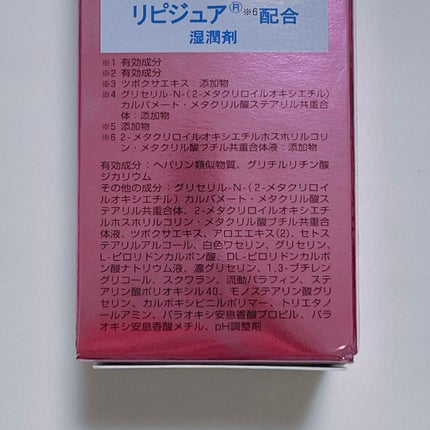 リピジュア®※6配合
湿潤剤
※1 有効成分
※2 有効成分
※3 ツボクサエキス：添加物
※4 グリセリル-N-(2-メタクリロイルオキシエチル)
カルバメート・メタクリル酸ステアリル共重合
体：添加物
※5 添加物
※6 2-メタクリロイルオキシエチルホスホリルコリ
ン・メタクリル酸ブチル共重合体液：添加物
有効成分：ヘパリン類似物質、グリチルリチン酸
ジカリウム
その他の成分：グリセリル-N-(2-メタクリロイ
ルオキシエチル) カルバメート・メタクリル酸ス
テアリル共重合体、2-メタクリロイルオキシエチ
ルホスホリルコリン・メタクリル酸ブチル共重合
体液、ツボクサエキス、アロエエキス(2)、セトス
テアリルアルコール、白色ワセリン、グリセリン、
L-ピロリドンカルボン酸、DL-ピロリドンカルボ
ン酸ナトリウム液、濃グリセリン、1,3-ブチレン
グリコール、スクワラン、流動パラフィン、ステア
リン酸ポリオキシル40、モノステアリン酸グリ
セリン、カルボキシビニルポリマー、トリエタノ
ールアミン、パラオキシ安息香酸プロピル、パラ
オキシ安息香酸メチル、pH調整剤